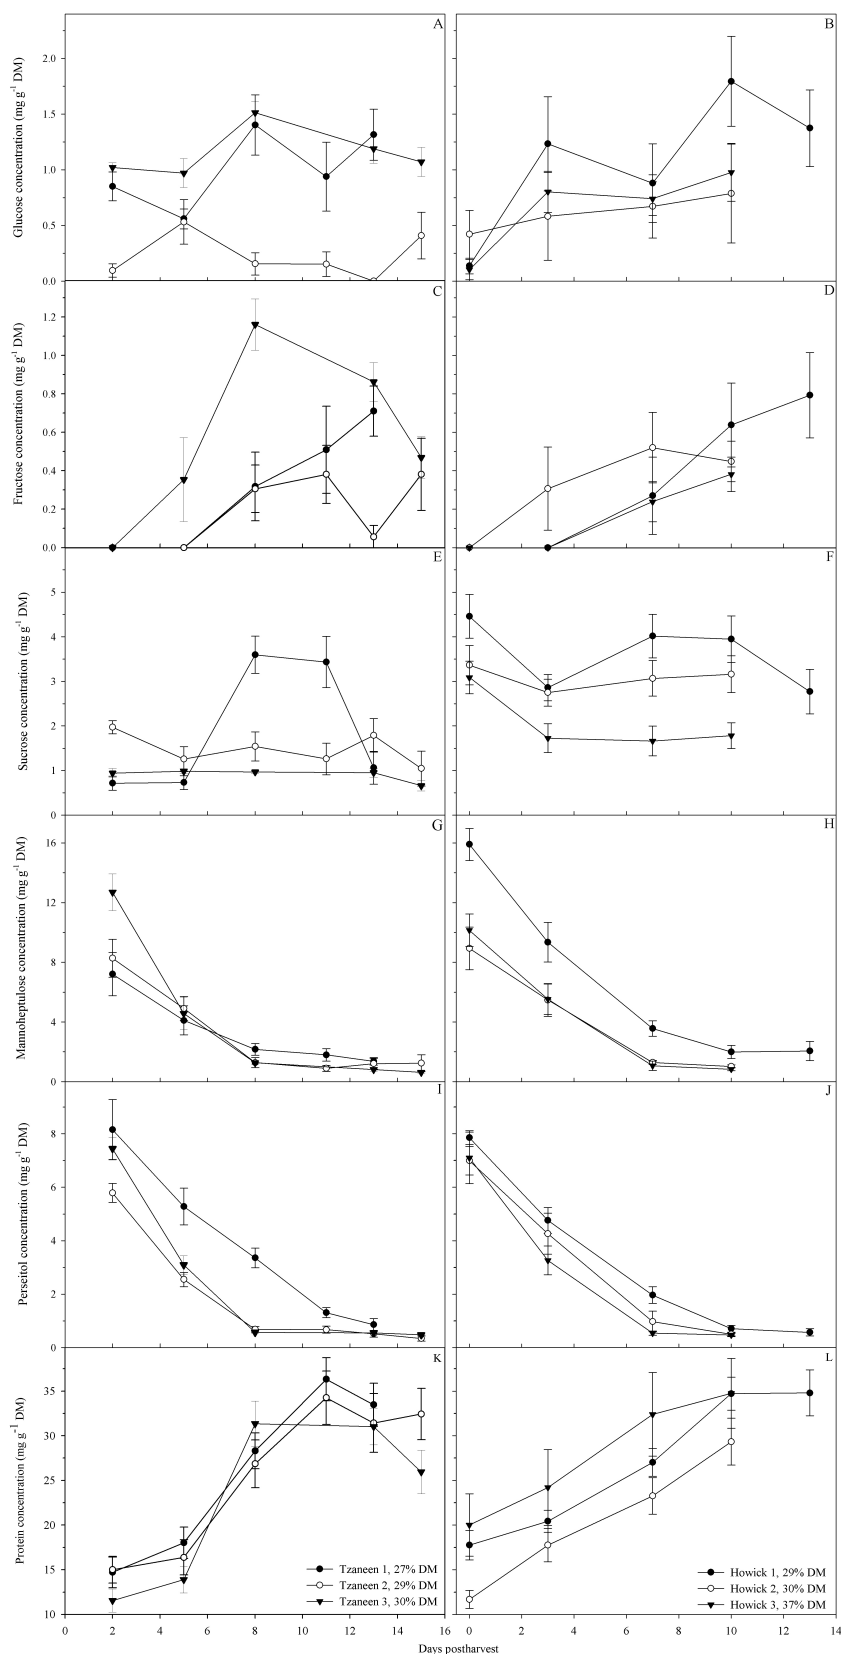 A
B
Glucose concentration (mg g-1 DM)
2.0
1.5
1.0
0.5
0.0
C
D
Fructose concentration (mg g-1 DM)
1.2
1.0
0.8
0.6
0.4
0.2
0.0
E
F
Sucrose concentration (mg g-1 DM)
5
4
3
2
1
0
G
H
Mannoheptulose concentration (mg g-1 DM)
16
12
8
4
0
I
J
Perseitol concentration (mg g-1 DM)
8
6
4
2
0
K
L
Protein concentration (mg g-1 DM)
35
30
25
20
15
10
Tzaneen 1, 27% DM
Tzaneen 2, 29% DM
Tzaneen 3, 30% DM
Howick 1, 29% DM
Howick 2, 30% DM
Howick 3, 37% DM
0 2 4 6 8 10 12 14 16
0 2 4 6 8 10 12 14
Days postharvest